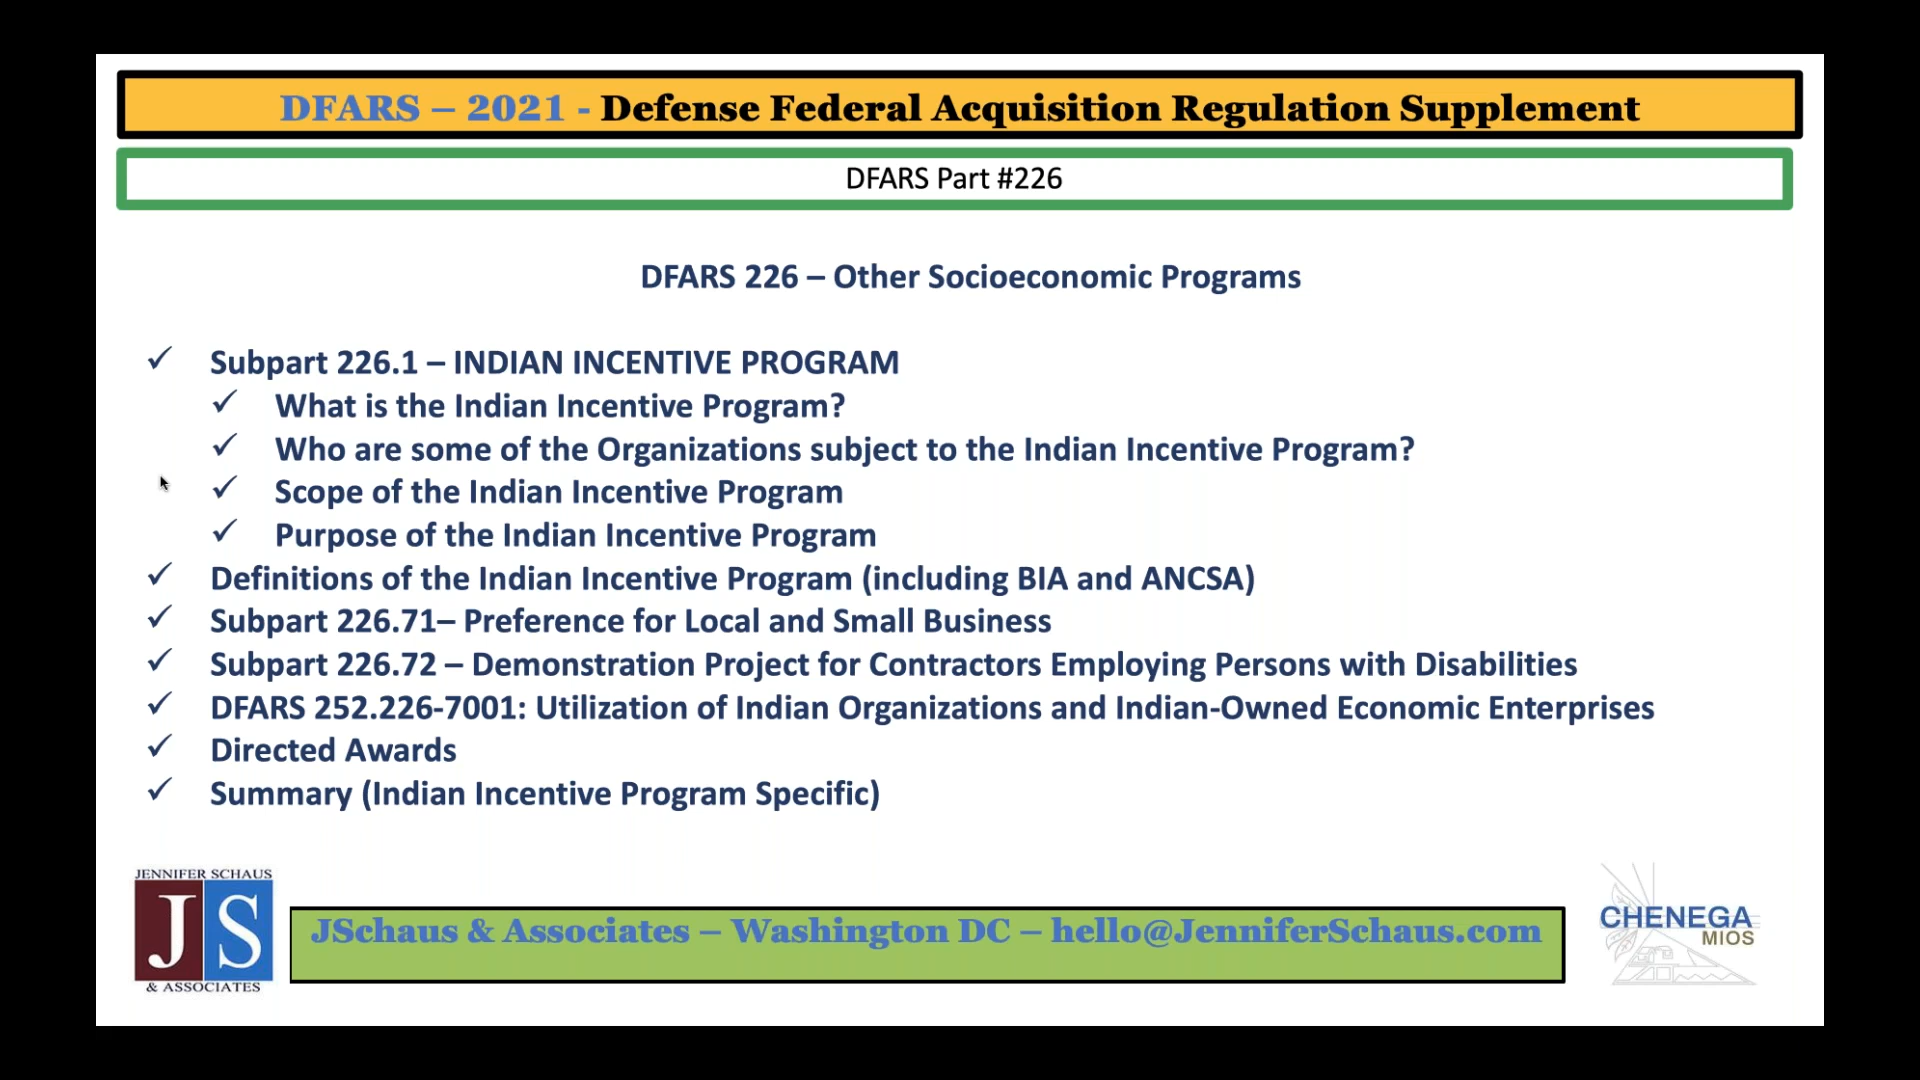 DFARS – 2021 - Defense Federal Acquisition Regulation Supplement
DFARS Part #226
DFARS 226 – Other Socioeconomic Programs
✓ Subpart 226.1 – INDIAN INCENTIVE PROGRAM
✓ What is the Indian Incentive Program?
✓ Who are some of the Organizations subject to the Indian Incentive Program?
✓ Scope of the Indian Incentive Program
✓ Purpose of the Indian Incentive Program
✓ Definitions of the Indian Incentive Program (including BIA and ANCSA)
✓ Subpart 226.71– Preference for Local and Small Business
✓ Subpart 226.72 – Demonstration Project for Contractors Employing Persons with Disabilities
✓ DFARS 252.226-7001: Utilization of Indian Organizations and Indian-Owned Economic Enterprises
✓ Directed Awards
✓ Summary (Indian Incentive Program Specific)
JENNIFER SCHAUS
JS
& ASSOCIATES
JSchaus & Associates – Washington DC – hello@JenniferSchaus.com
CHENEGA
MIOS